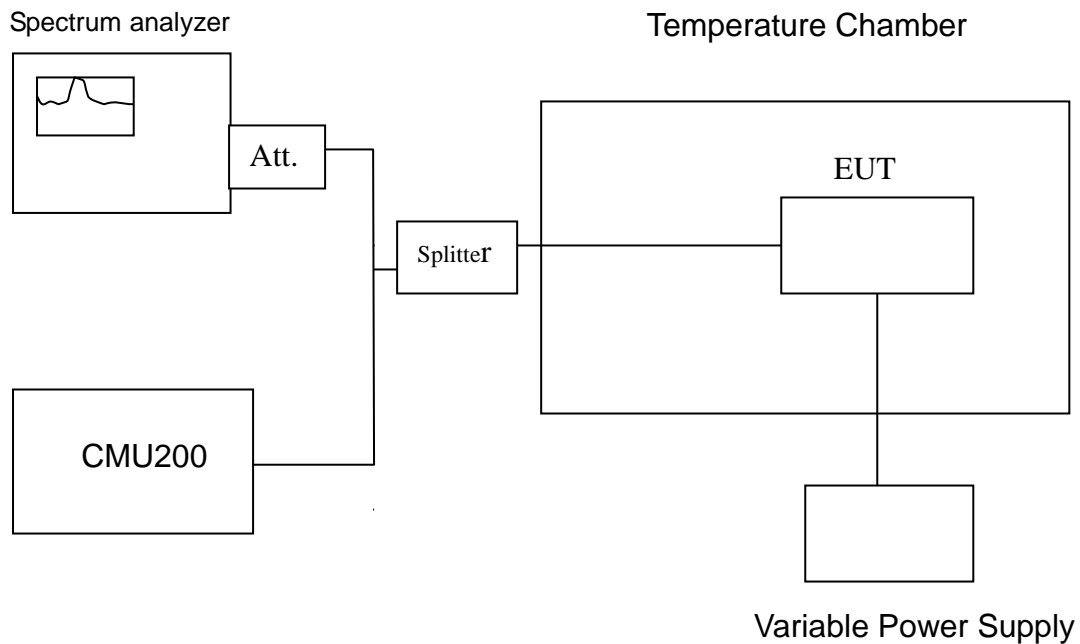 Spectrum analyzer
Temperature Chamber
Att.
EUT
Splitter
CMU200
Variable Power Supply